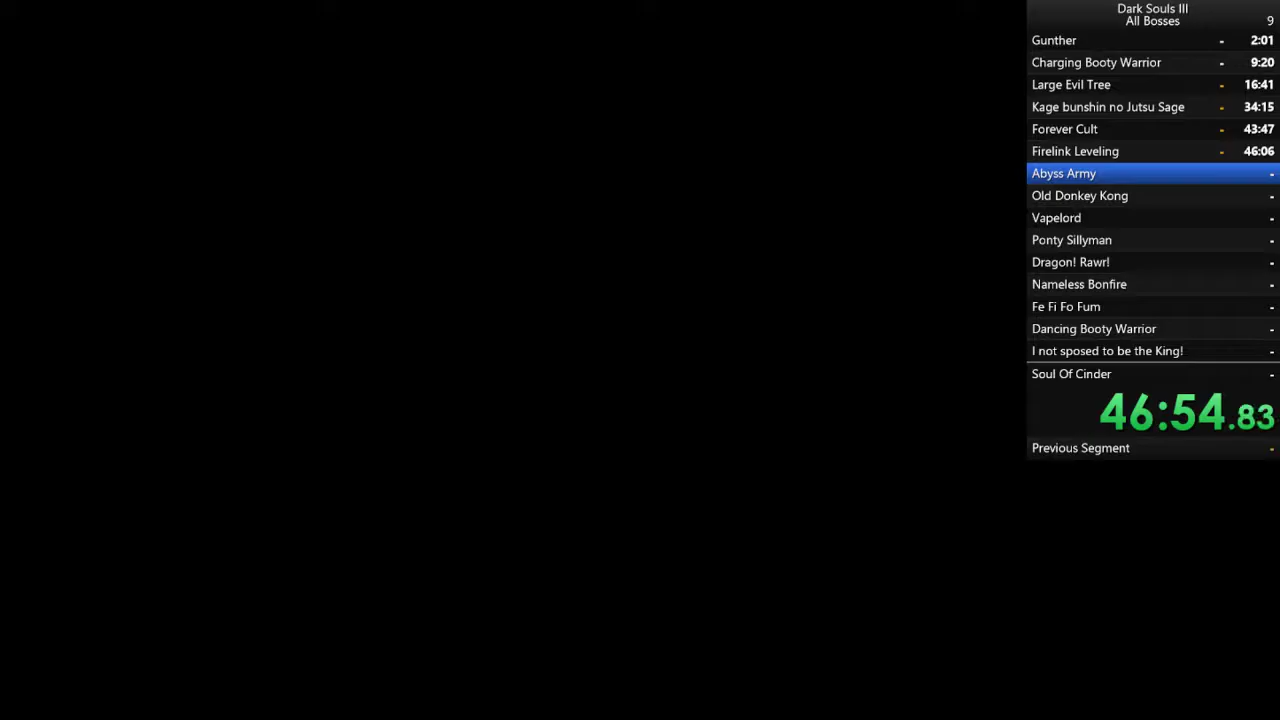 Dark Souls III
All Bosses 9
Gunther - 2:01
Charging Booty Warrior - 9:20
Large Evil Tree - 16:41
Kage bunshin no Jutsu Sage - 34:15
Forever Cult - 43:47
Firelink Leveling - 46:06
Abyss Army -
Old Donkey Kong -
Vapelord -
Ponty Sillyman -
Dragon! Rawr! -
Nameless Bonfire -
Fe Fi Fo Fum -
Dancing Booty Warrior -
I not sposed to be the King! -
Soul Of Cinder -
46:54.83
Previous Segment -